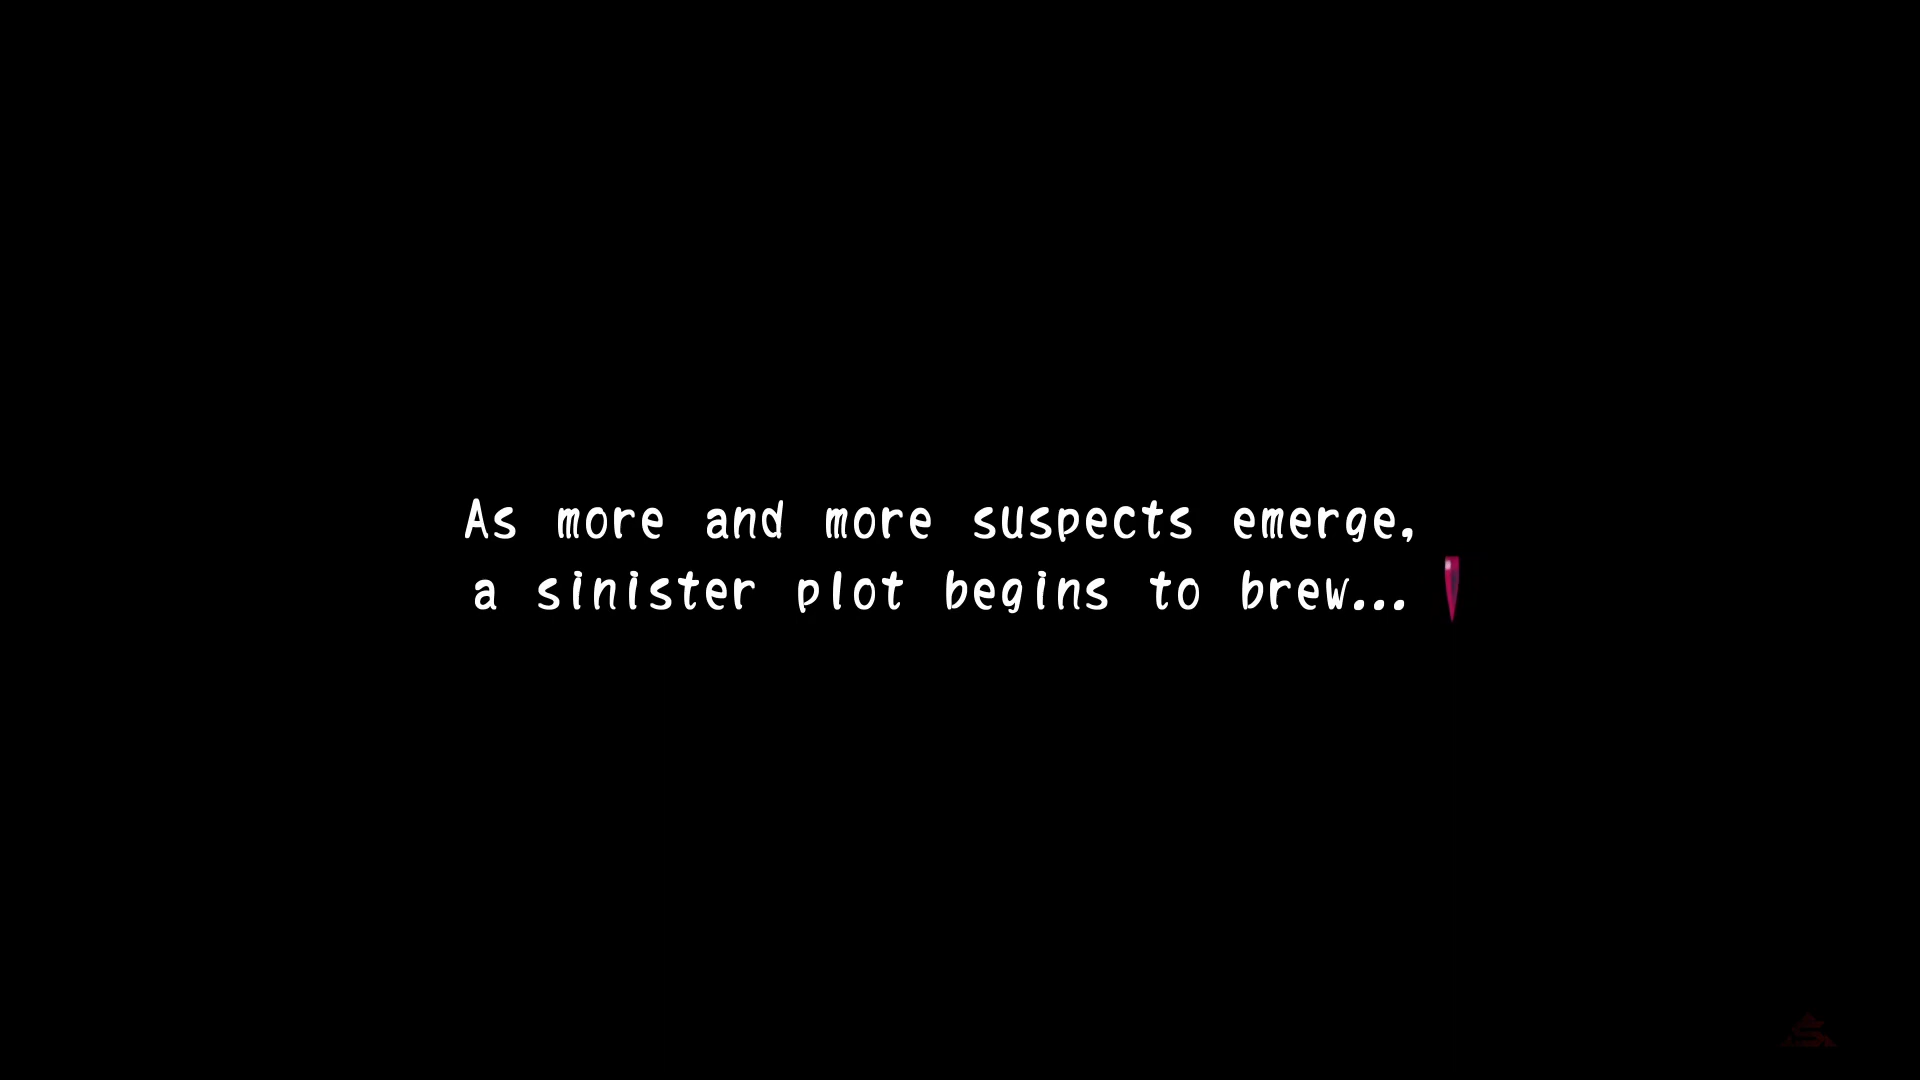 As more and more suspects emerge,
a sinister plot begins to brew...